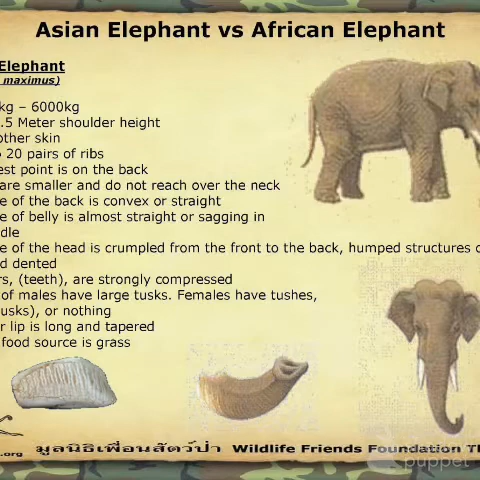 Asian Elephant vs African Elephant
Elephant
maximus)
kg – 6000kg
.5 Meter shoulder height
other skin
20 pairs of ribs
est point is on the back
are smaller and do not reach over the neck
e of the back is convex or straight
e of belly is almost straight or sagging in
dle
e of the head is crumpled from the front to the back, humped structures
d dented
rs, (teeth), are strongly compressed
of males have large tusks. Females have tushes,
usks), or nothing
r lip is long and tapered
food source is grass
.org มูลนิธิเพื่อนสัตว์ป่า Wildlife Friends Foundation Th
puppet